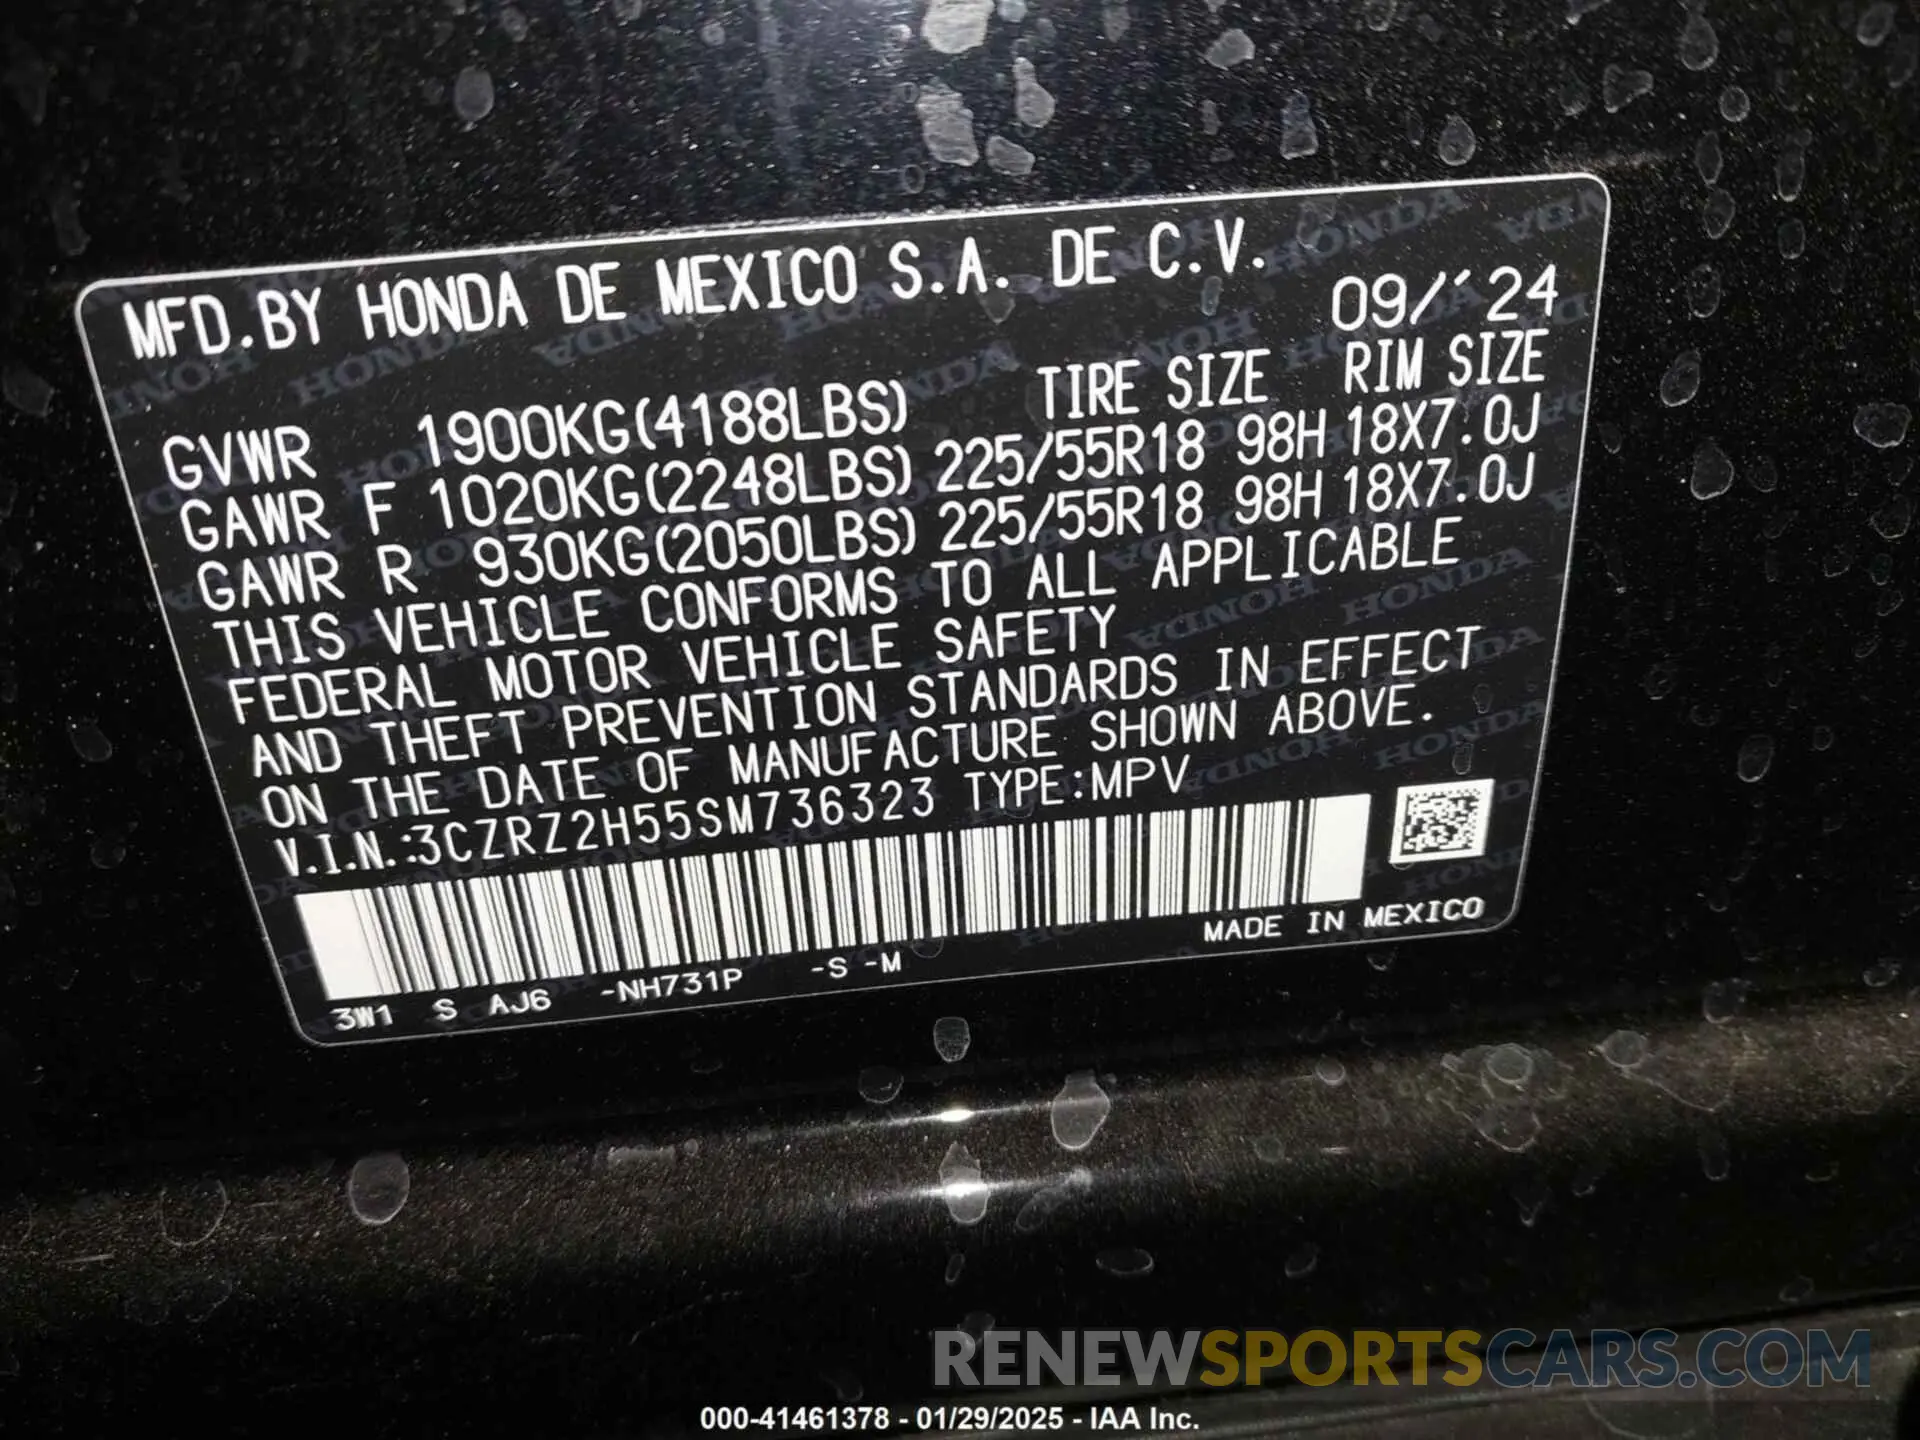 MFD.BY HONDA DE MEXICO S.A. DE C.V.
09/'24
GVWR 1900KG(4188LBS) TIRE SIZE RIM SIZE
GAWR F 1020KG(2248LBS) 225/55R18 98H 18X7.0J
GAWR R 930KG(2050LBS) 225/55R18 98H 18X7.0J
THIS VEHICLE CONFORMS TO ALL APPLICABLE
FEDERAL MOTOR VEHICLE SAFETY
AND THEFT PREVENTION STANDARDS IN EFFECT
ON THE DATE OF MANUFACTURE SHOWN ABOVE.
V.I.N.:3CZRZ2H55SM736323 TYPE:MPV
MADE IN MEXICO
3W1 S AJ6 -NH731P -S -M
RENEWSPORTSCARS.COM
000-41461378 - 01/29/2025 - IAA Inc.